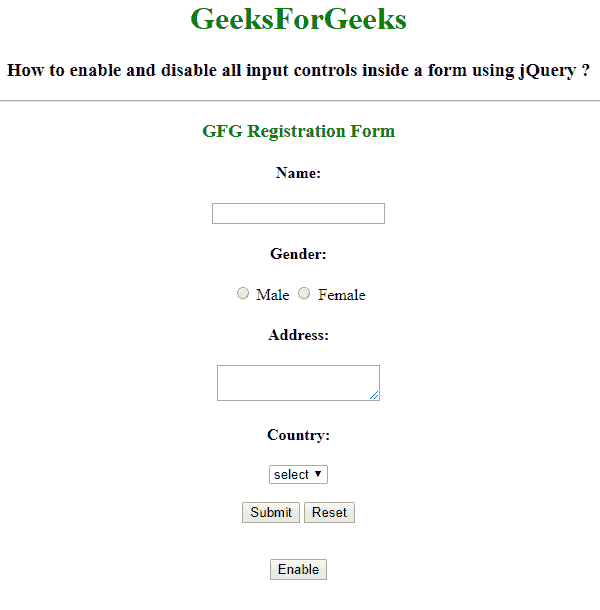 GeeksForGeeks
How to enable and disable all input controls inside a form using jQuery ?
GFG Registration Form
Name:
Gender:
Male Female
Address:
Country:
select
Submit Reset
Enable